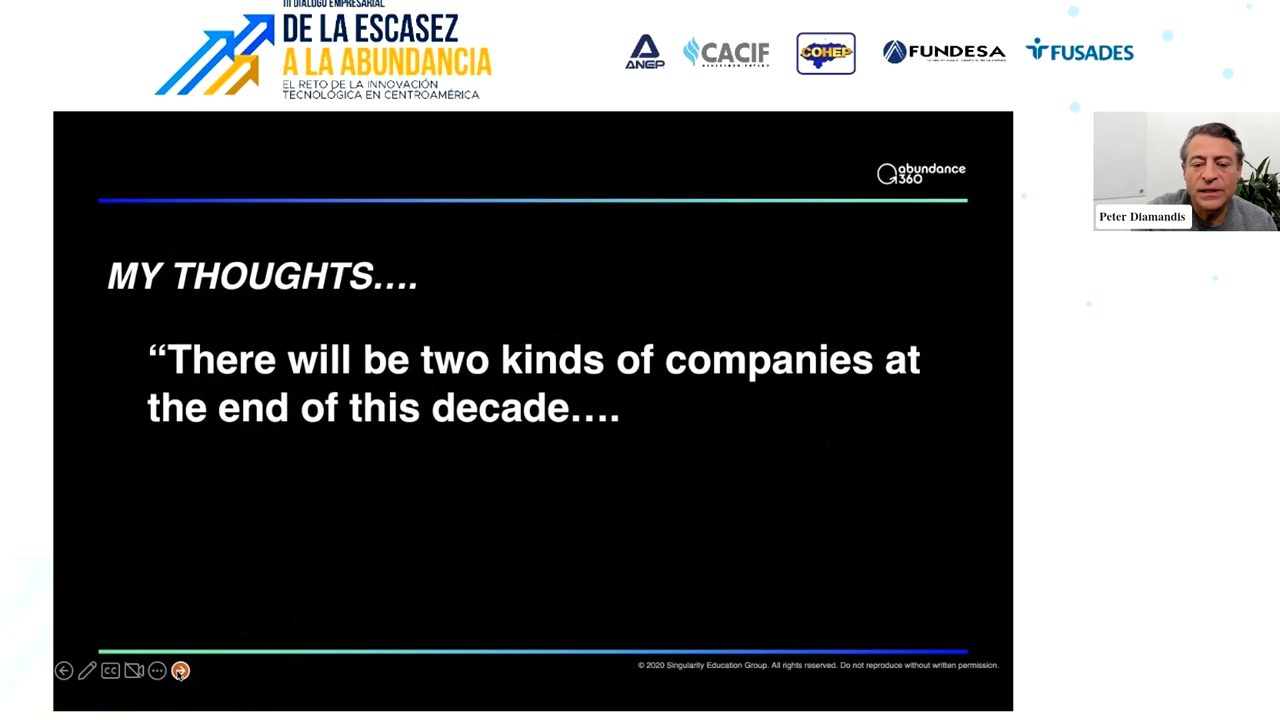 III DIÁLOGO EMPRESARIAL
DE LA ESCASEZ
A LA ABUNDANCIA
EL RETO DE LA INNOVACIÓN
TECNOLÓGICA EN CENTROAMÉRICA
ANEP
CACIF
COHEP
FUNDESA
FUSADES
abundance
360
Peter Diamandis
MY THOUGHTS….
“There will be two kinds of companies at
the end of this decade….
CC
© 2020 Singularity Education Group. All rights reserved. Do not reproduce without written permission.